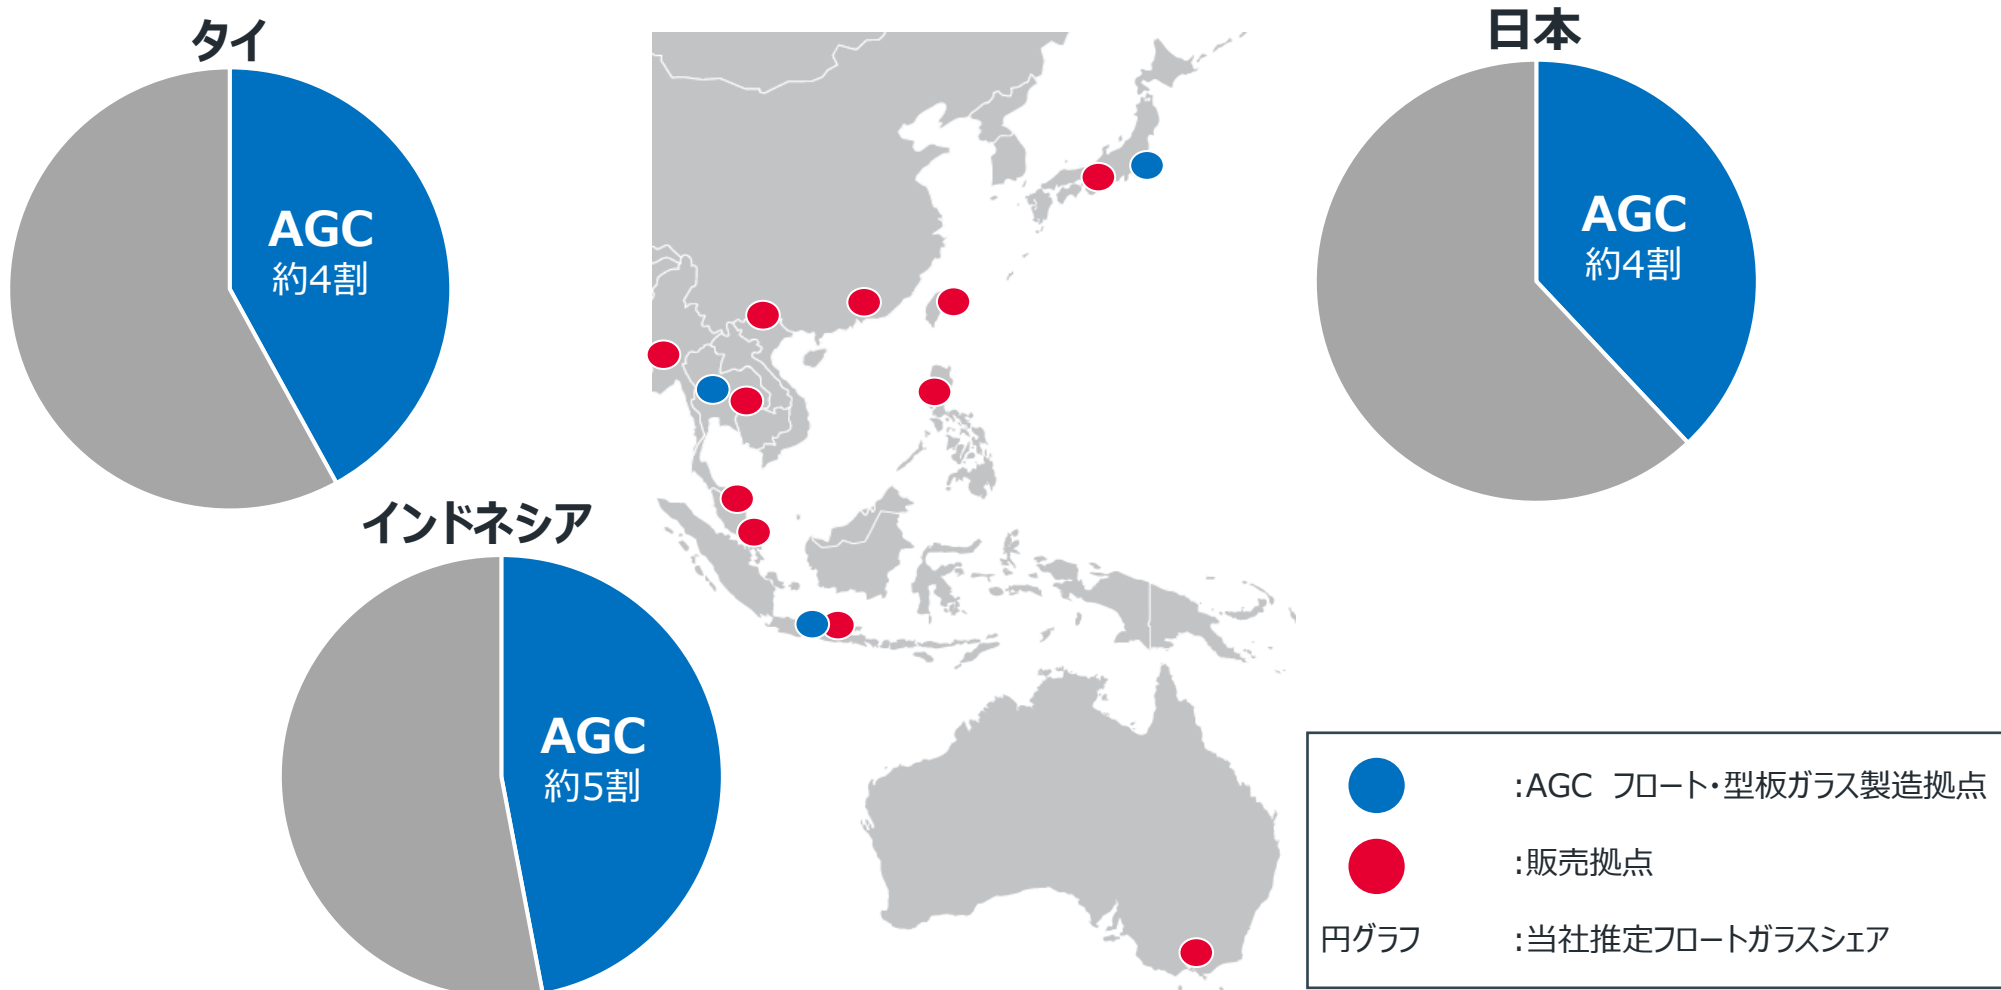 タイ
AGC
約4割
日本
AGC
約4割
インドネシア
AGC
約5割
:AGC フロート・型板ガラス製造拠点
:販売拠点
円グラフ :当社推定フロートガラスシェア